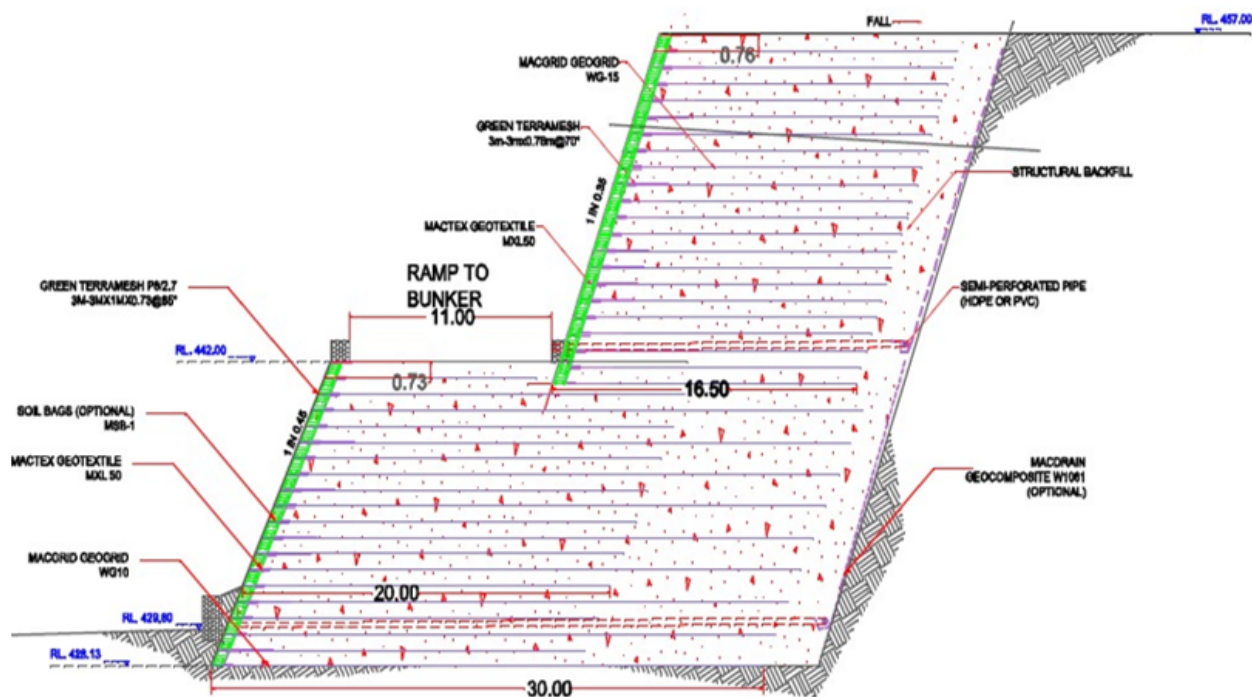 FALL
RL. 457.00
0.76
MACGRID GEOGRID
WG-15
GREEN TERRAMESH
3m-3mx0.76m@70°
1 IN 0.35
STRUCTURAL BACKFILL
MACTEX GEOTEXTILE
MXL50
RAMP TO
BUNKER
11.00
GREEN TERRAMESH P8/2.7
3M-3MX1MX0.73@65°
SEMI-PERFORATED PIPE
(HDPE OR PVC)
RL. 442.00
0.73
16.50
1 IN 0.45
SOIL BAGS (OPTIONAL)
MSB-1
MACTEX GEOTEXTILE
MXL 50
MACDRAIN
GEOCOMPOSITE W1061
(OPTIONAL)
MACGRID GEOGRID
WG10
20.00
RL. 429.60
RL. 428.13
30.00